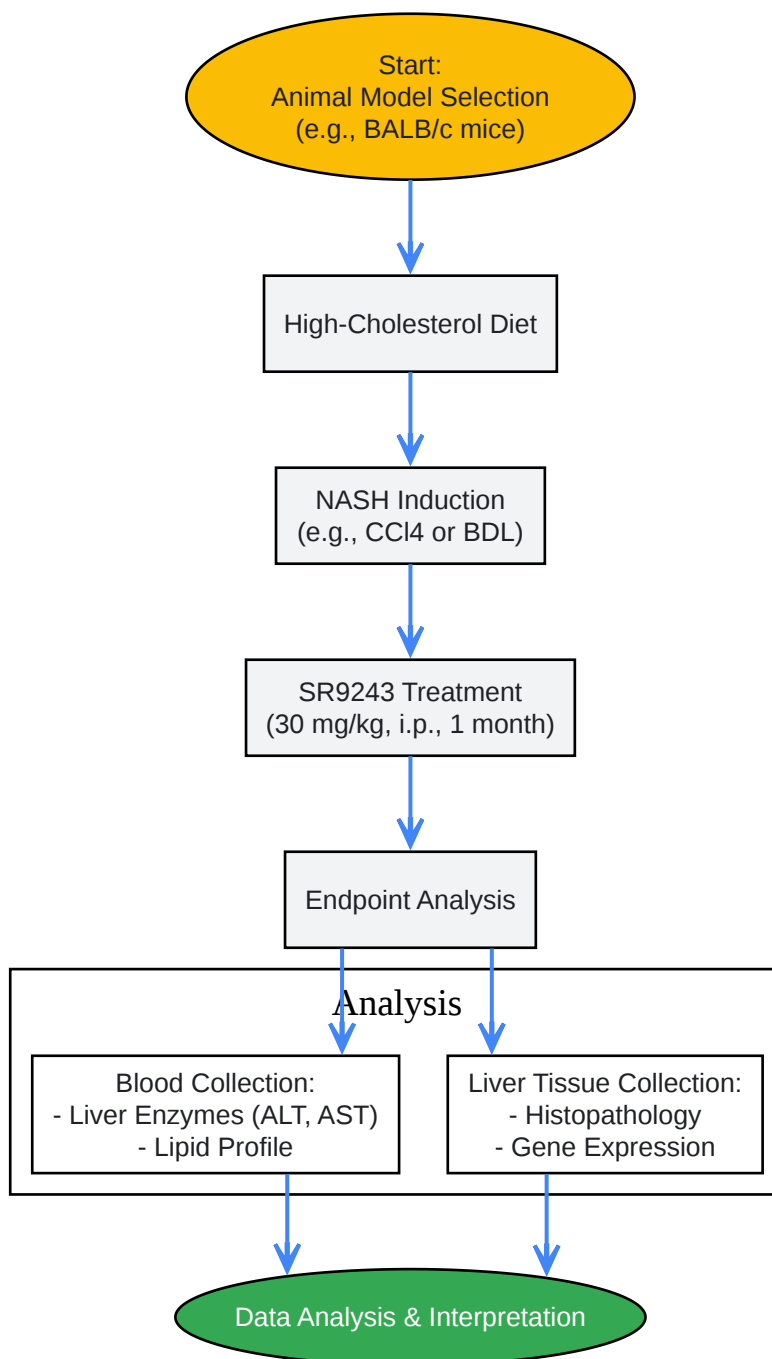 Start:
Animal Model Selection
(e.g., BALB/c mice)
High-Cholesterol Diet
NASH Induction
(e.g., CCl4 or BDL)
SR9243 Treatment
(30 mg/kg, i.p., 1 month)
Endpoint Analysis
Analysis
Blood Collection:
- Liver Enzymes (ALT, AST)
- Lipid Profile
Liver Tissue Collection:
- Histopathology
- Gene Expression
Data Analysis & Interpretation